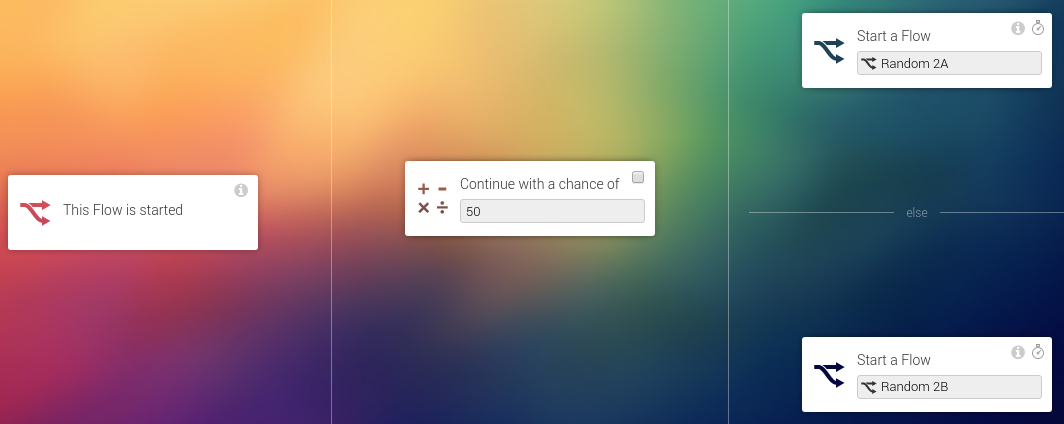 This Flow is started
Continue with a chance of
50
Start a Flow
Random 2A
else
Start a Flow
Random 2B